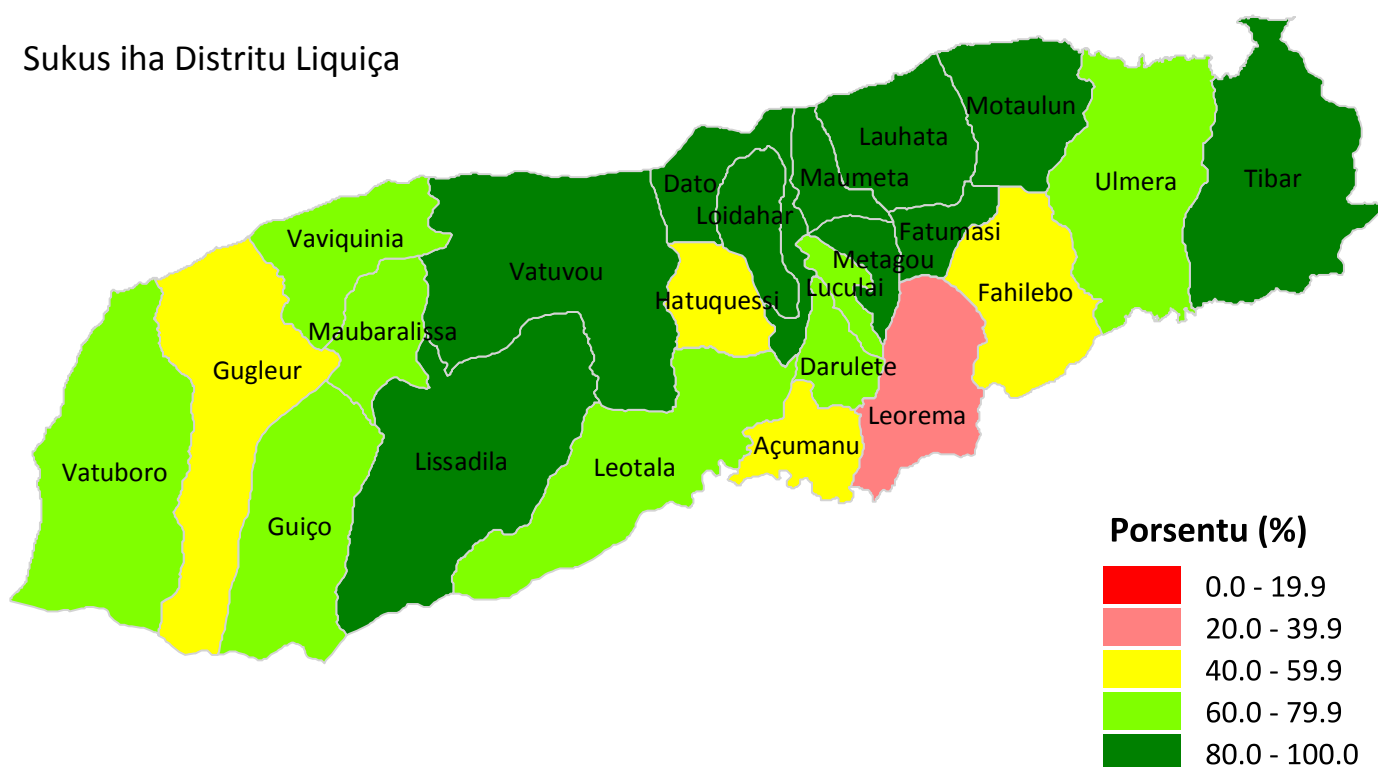 Sukus iha Distritu Liquiça
Motaulun
Lauhata
Maumeta
Dato
Loidahar
Ulmera
Tibar
Vaviquinia
Vatuvou
Fatumasi
Metagou
Luculai
Hatuquessi
Fahilebo
Maubaralissa
Gugleur
Darulete
Leorema
Açumanu
Vatuboro
Lissadila
Leotala
Guiço
Porsentu (%)
0.0 - 19.9
20.0 - 39.9
40.0 - 59.9
60.0 - 79.9
80.0 - 100.0